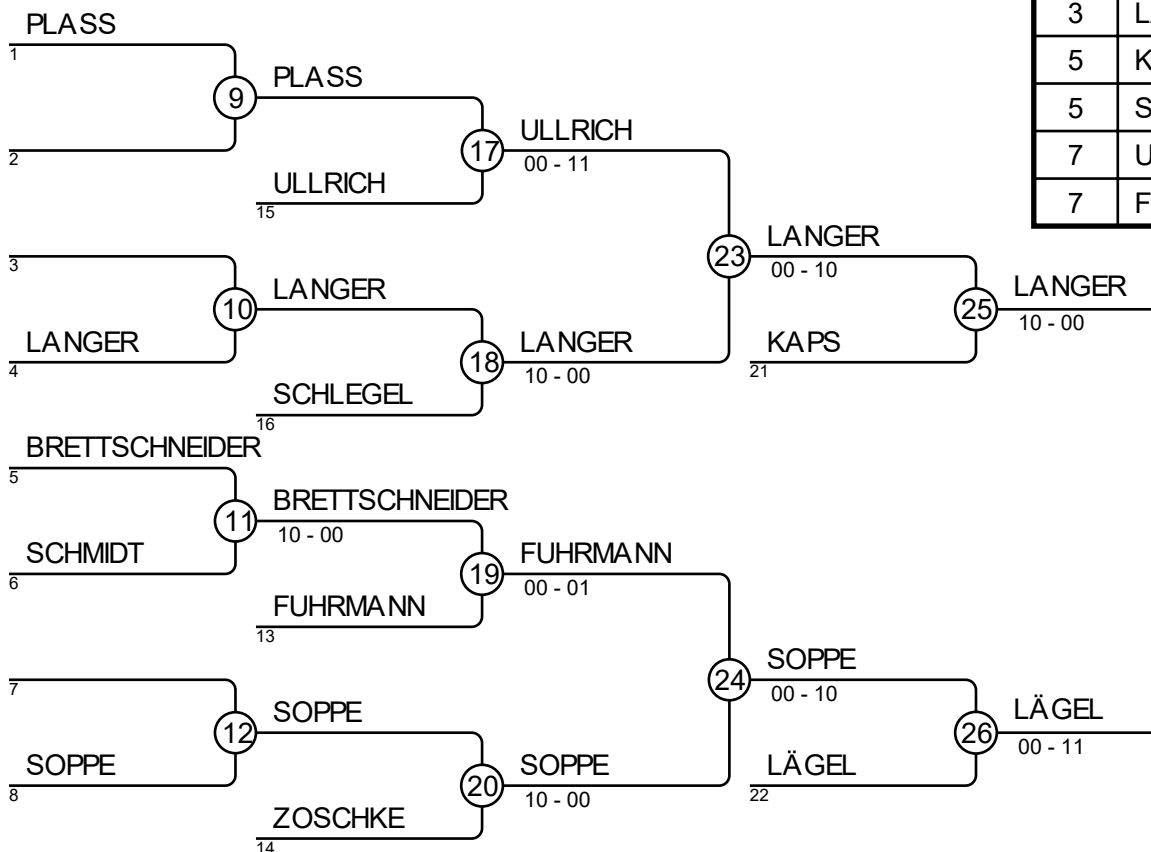 PLASS
1
9
PLASS
2
17
ULLRICH
00 - 11
ULLRICH
15
3
10
LANGER
LANGER
4
18
LANGER
10 - 00
SCHLEGEL
16
23
LANGER
00 - 10
KAPS
21
25
LANGER
10 - 00
BRETTSCHNEIDER
5
11
BRETTSCHNEIDER
10 - 00
SCHMIDT
6
19
FUHRMANN
00 - 01
FUHRMANN
13
7
12
SOPPE
SOPPE
8
20
SOPPE
10 - 00
ZOSCHKE
14
24
SOPPE
00 - 10
LÄGEL
22
26
LÄGEL
00 - 11
3
5 K
5 S
7 U
7 F